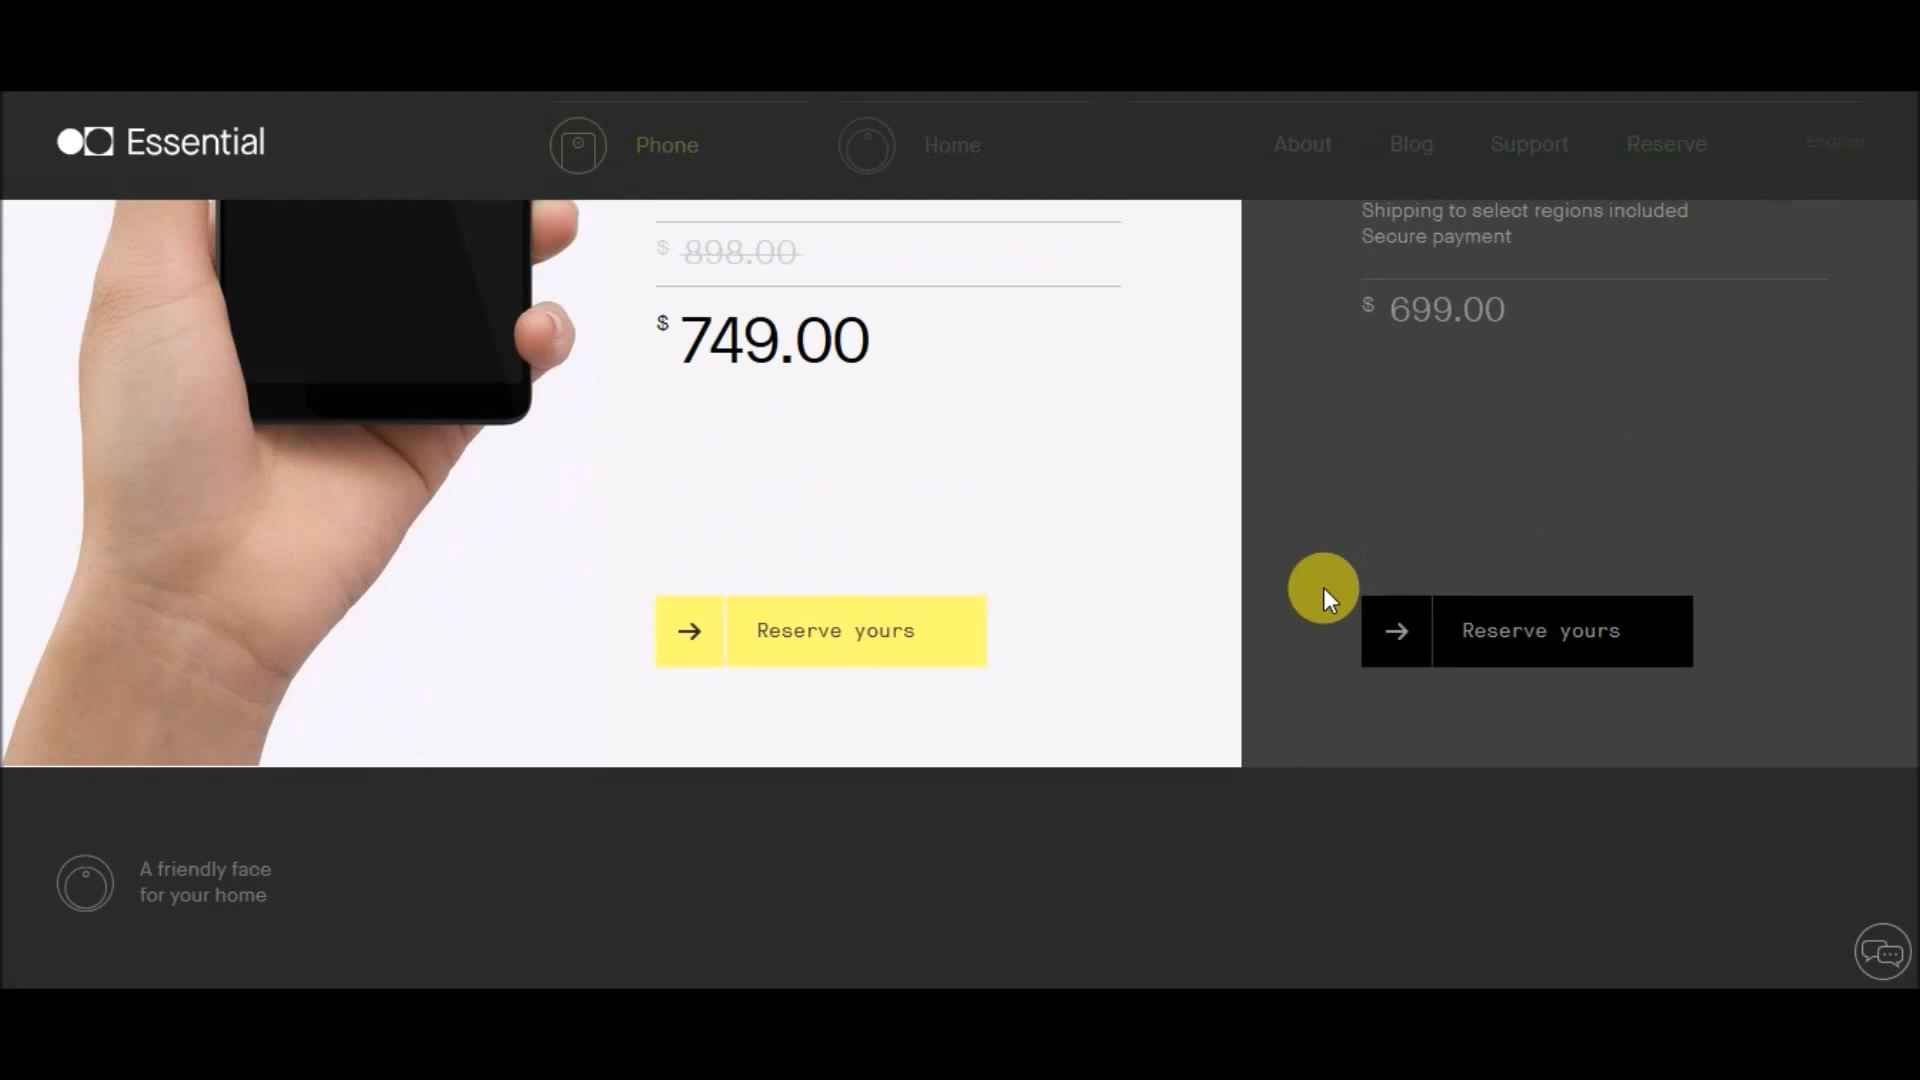 Essential
Phone
Home
About
Blog
Support
Reserve
English
$ 898.00
$ 749.00
Reserve yours
Shipping to select regions included
Secure payment
$ 699.00
Reserve yours
A friendly face
for your home